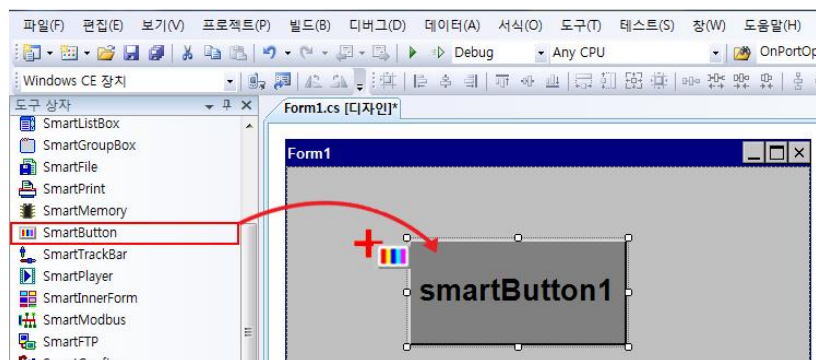 파일(F) 편집(E) 보기(V) 프로젝트(P) 빌드(B) 디버그(D) 데이터(A) 서식(O) 도구(T) 테스트(S) 창(W) 도움말(H)
Debug Any CPU OnPortOp
Windows CE 장치
도구 상자
Form1.cs [디자인]*
SmartListBox
SmartGroupBox
SmartFile
SmartPrint
SmartMemory
SmartButton
SmartTrackBar
SmartPlayer
SmartInnerForm
SmartModbus
SmartFTP
Form1
smartButton1